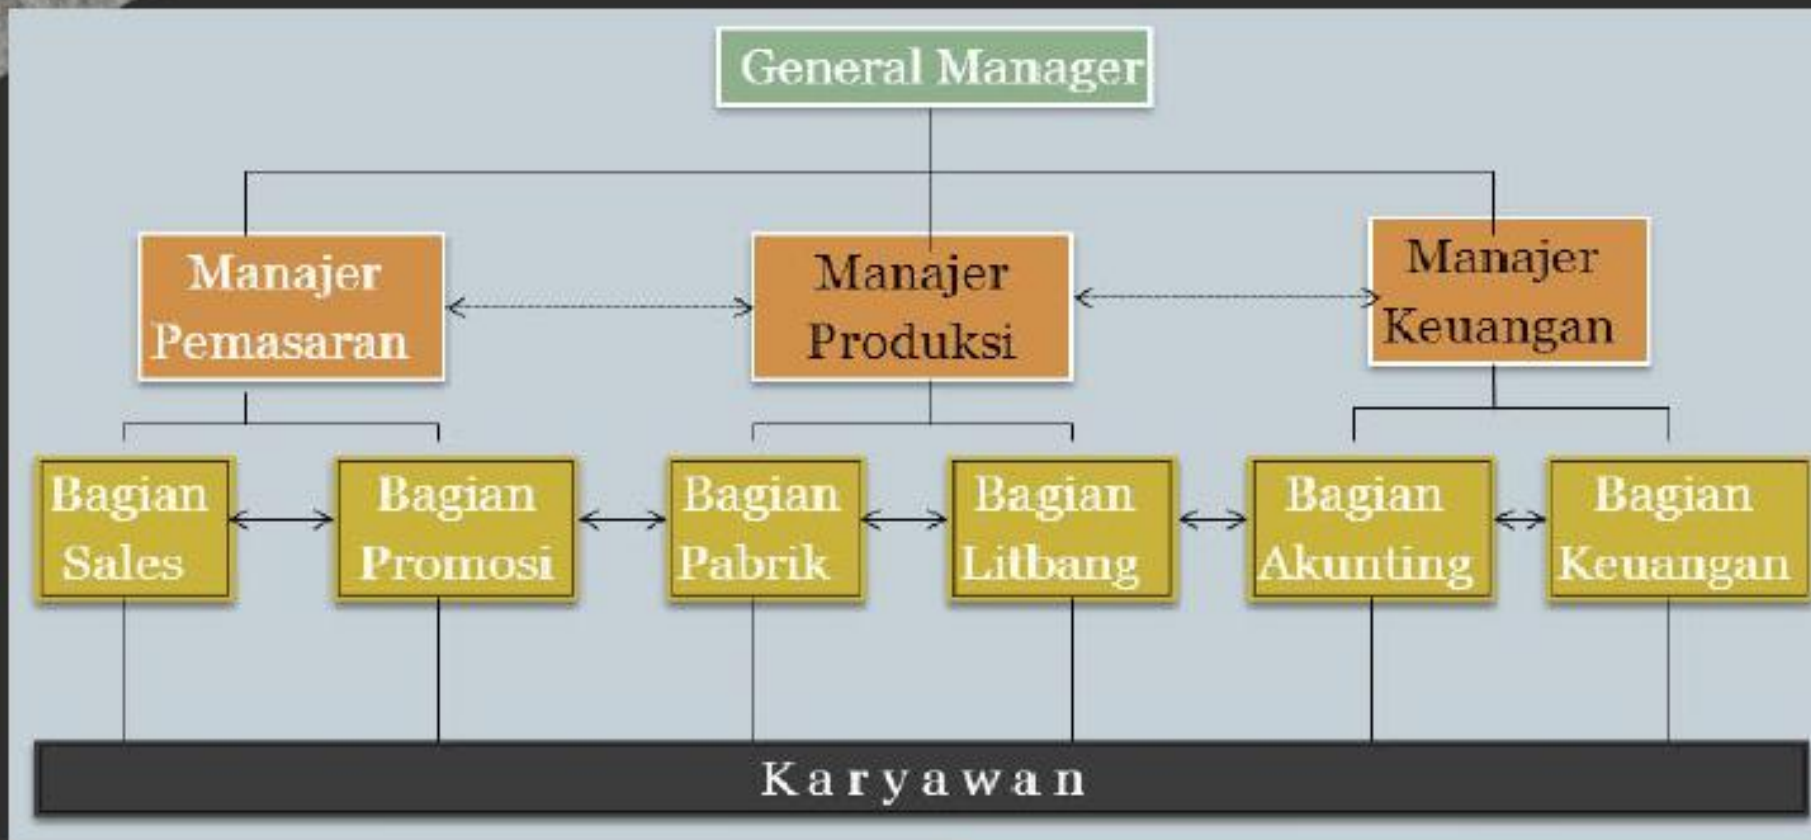 General Manager
Manajer
Pemasaran
Manajer
Produksi
Manajer
Keuangan
Bagian
Sales
Bagian
Promosi
Bagian
Pabrik
Bagian
Litbang
Bagian
Akunting
Bagian
Keuangan
Karyawan